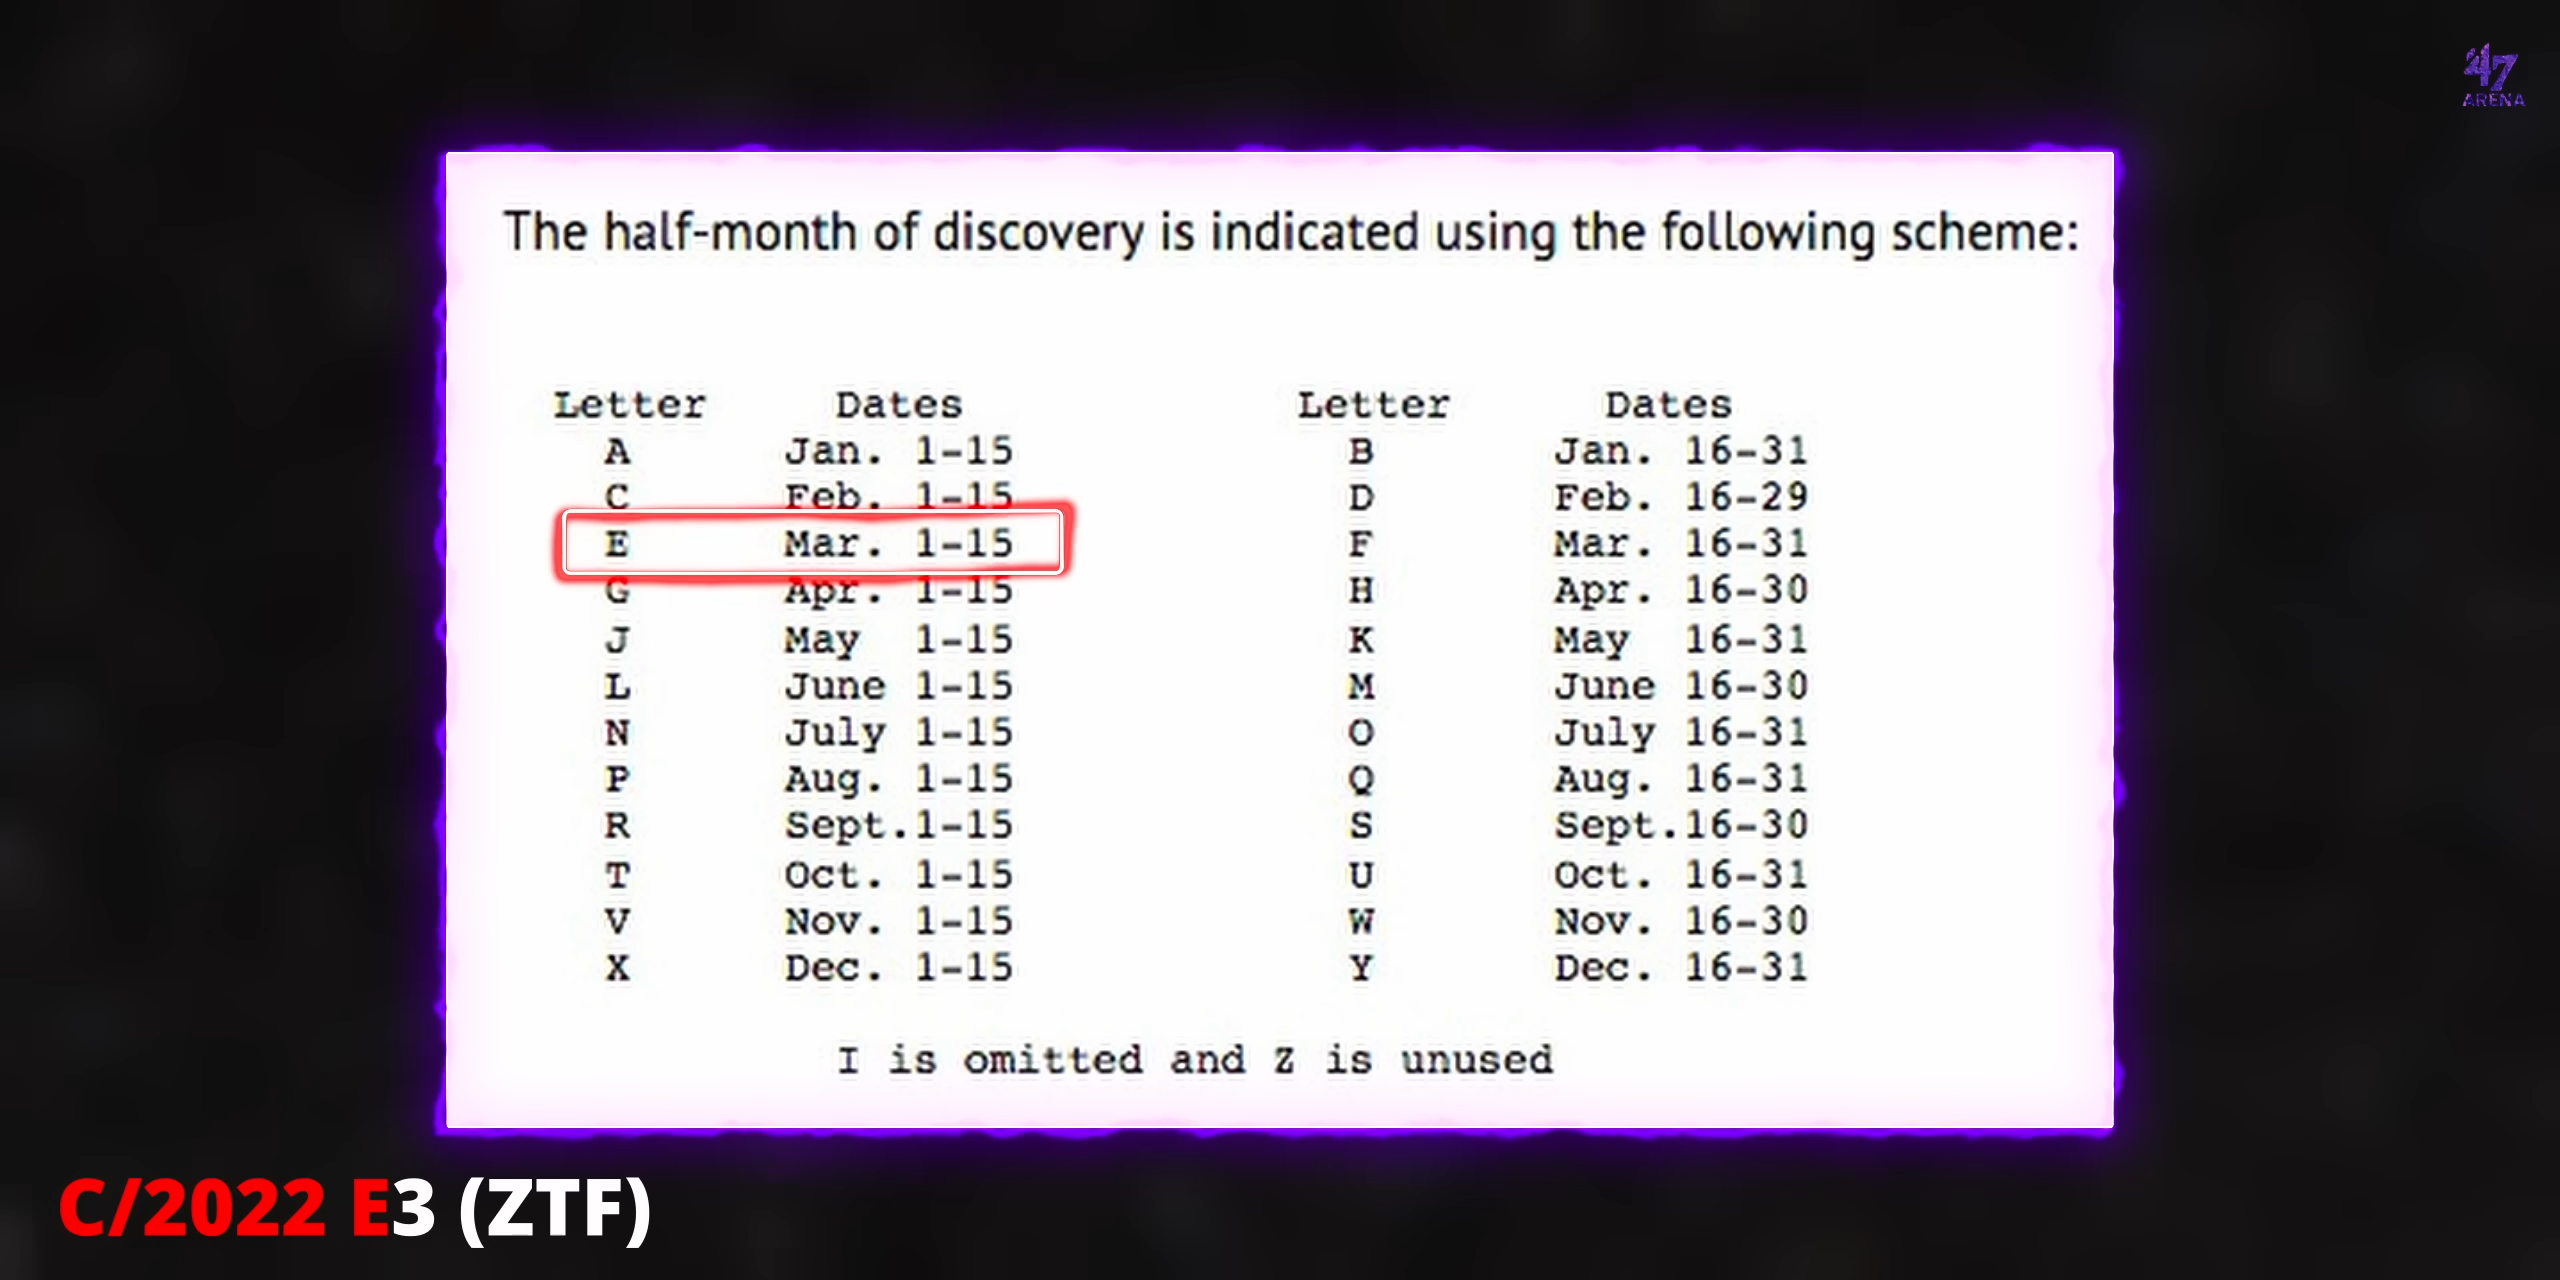 47
ARENA
The half-month of discovery is indicated using the following scheme:
Letter Dates Letter Dates
A Jan. 1-15 B Jan. 16-31
C Feb. 1-15 D Feb. 16-29
E Mar. 1-15 F Mar. 16-31
G Apr. 1-15 H Apr. 16-30
J May 1-15 K May 16-31
L June 1-15 M June 16-30
N July 1-15 O July 16-31
P Aug. 1-15 Q Aug. 16-31
R Sept.1-15 S Sept.16-30
T Oct. 1-15 U Oct. 16-31
V Nov. 1-15 W Nov. 16-30
X Dec. 1-15 Y Dec. 16-31
I is omitted and Z is unused
C/2022 E3 (ZTF)